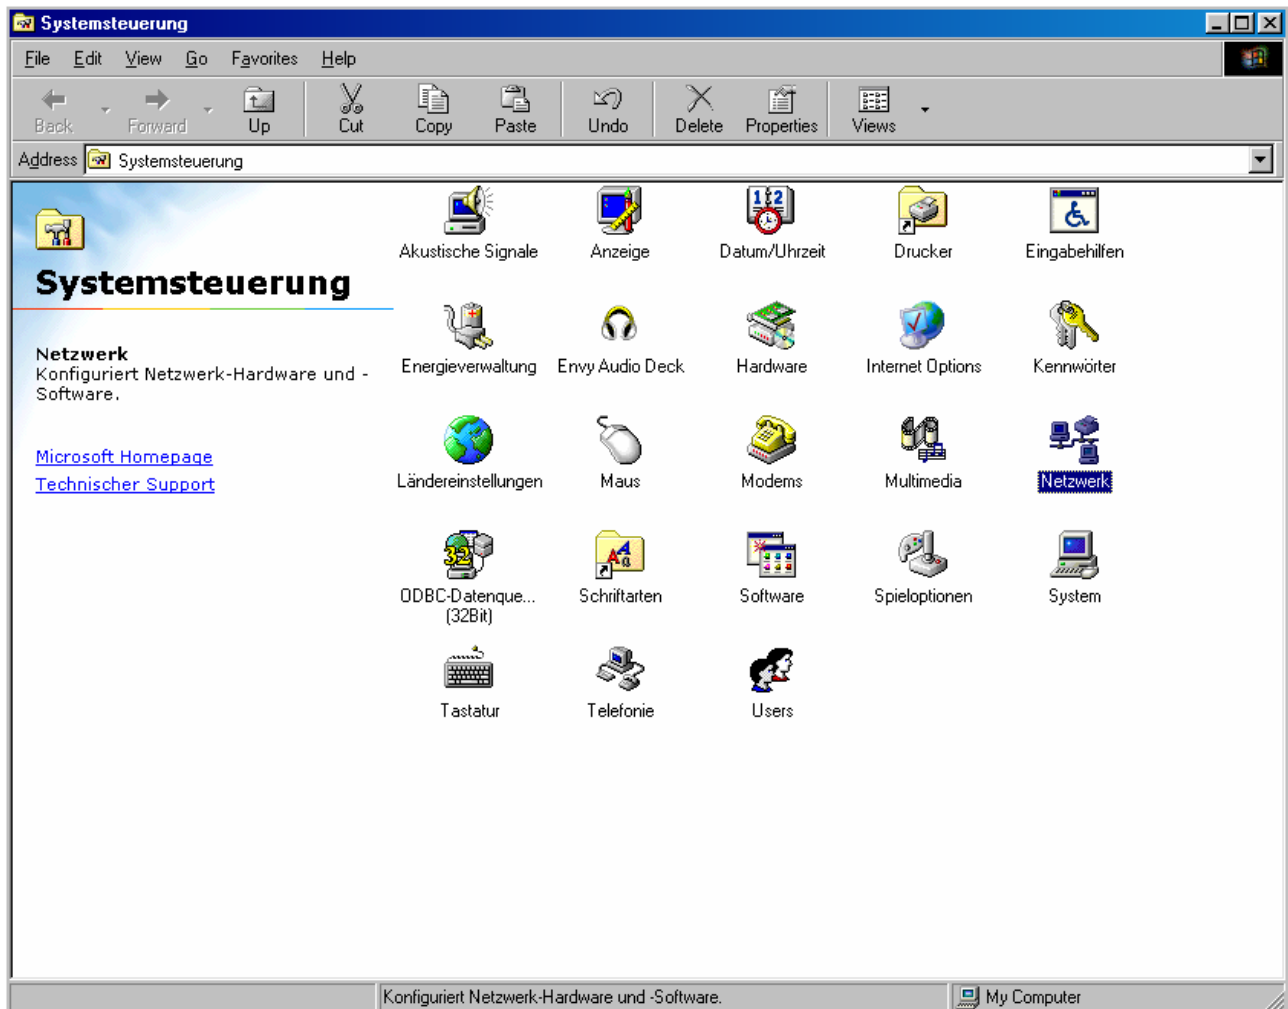 Systemsteuerung
File Edit View Go Favorites Help
Back Forward Up Cut Copy Paste Undo Delete Properties Views
Address Systemsteuerung
Systemsteuerung
Netzwerk
Konfiguriert Netzwerk-Hardware und -
Software.
Microsoft Homepage
Technischer Support
Akustische Signale Anzeige Datum/Uhrzeit Drucker Eingabehilfen
Energieverwaltung Envy Audio Deck Hardware Internet Options Kennwörter
Ländereinstellungen Maus Modems Multimedia Netzwerk
ODBC-Datenque... Schriftarten Software Spieloptionen System
(32Bit)
Tastatur Telefonie Users
Konfiguriert Netzwerk-Hardware und -Software. My Computer